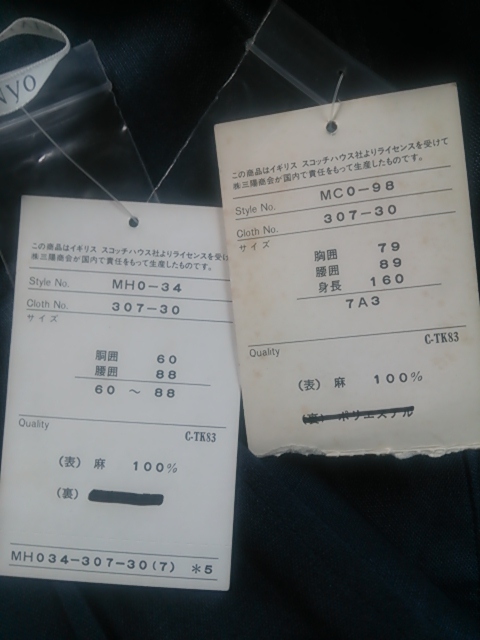 この商品はイギリス スコッチハウス社よりライセンスを受け
㈱三陽商会が国内で責任をもって生産したものです。
Style No. MH0-34
Cloth No. 307-30
サイズ
胴囲 60
腰囲 88
60 ～ 88
Quality
C-TK83
(表) 麻 100%
(裏)
MH034-307-30(7) *5
この商品はイギリス スコッチハウス社よりライセンスを受けて
㈱三陽商会が国内で責任をもって生産したものです。
Style No. MC0-98
Cloth No. 307-30
サイズ
胸囲 79
腰囲 89
身長 160
7A3
Quality
C-TK83
(表) 麻 100%
(裏) ポリエステル